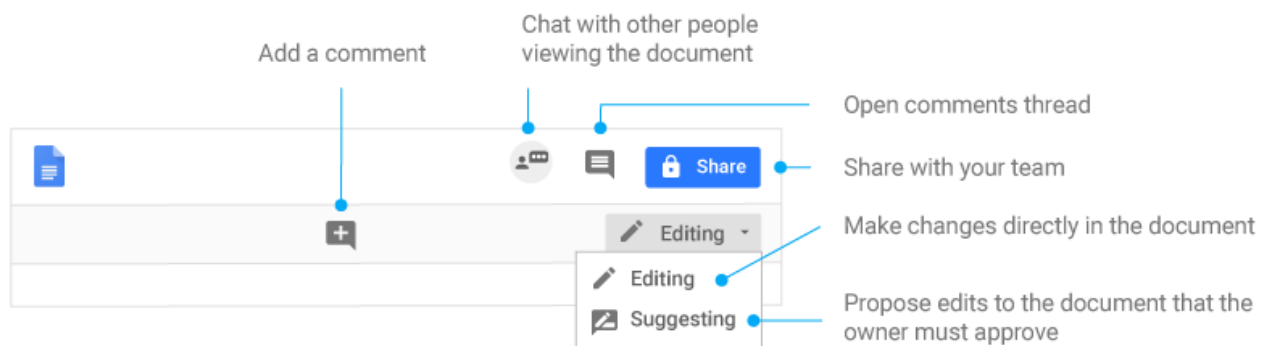 Chat with other people
viewing the document
Add a comment
Open comments thread
Share
Share with your team
Make changes directly in the document
Editing
Editing
Suggesting
Propose edits to the document that the
owner must approve